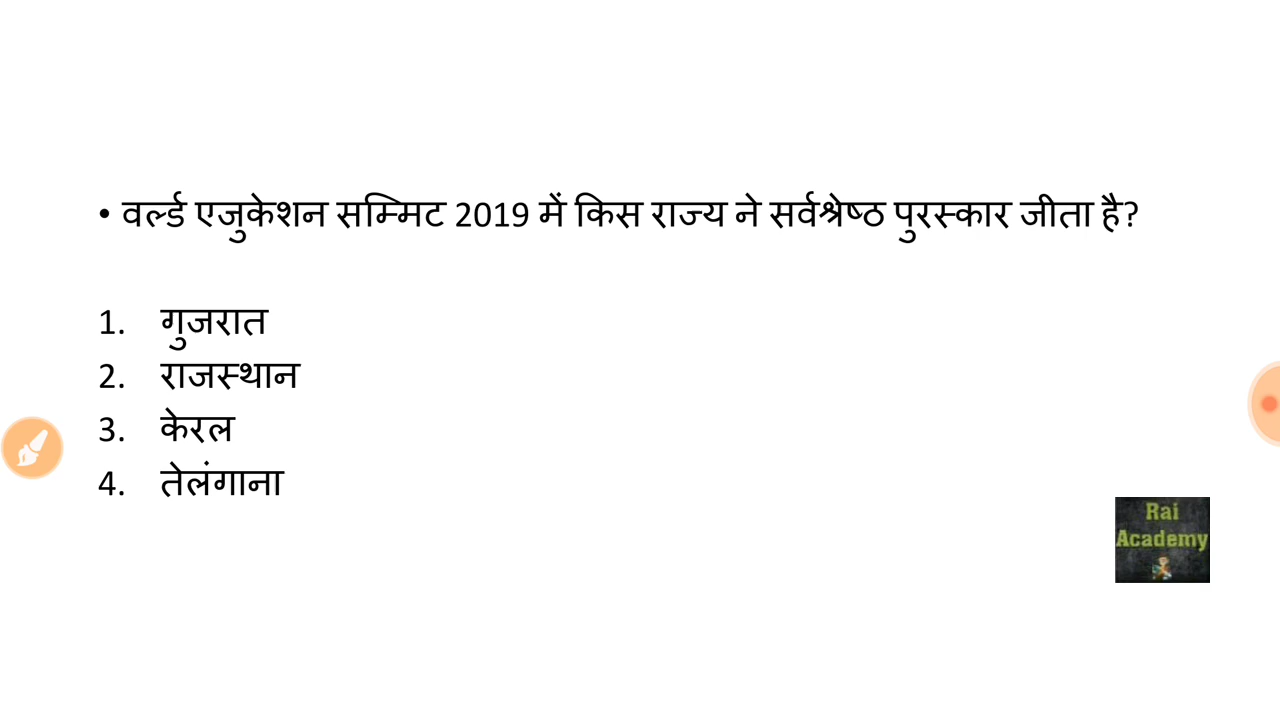 • वर्ल्ड एजुकेशन सम्मिट 2019 में किस राज्य ने सर्वश्रेष्ठ पुरस्कार जीता है?
1. गुजरात
2. राजस्थान
3. केरल
4. तेलंगाना
Rai
Academy